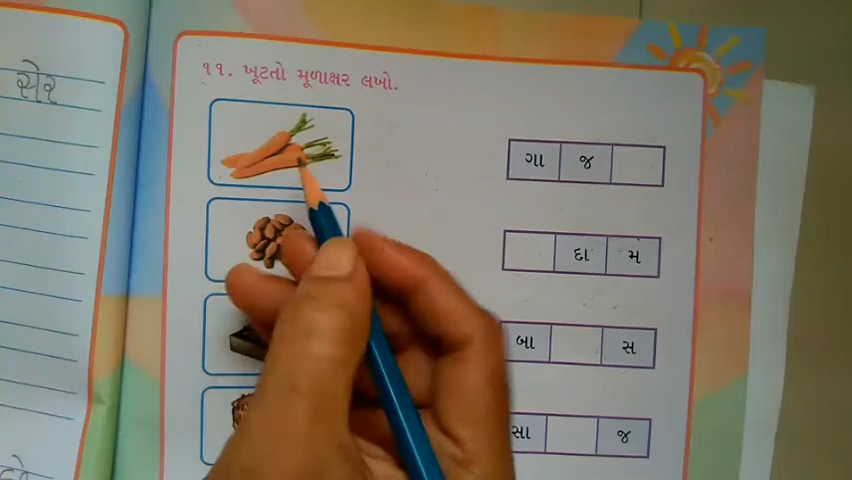 સેર
૧૧. ખૂટતો મૂળાક્ષર લખો.
ગા જ
દા મ
બા સ
સા જ